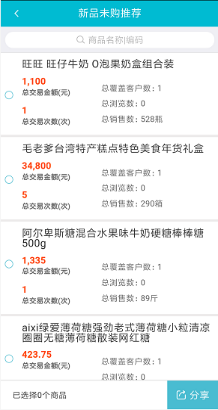 新品未购推荐
商品名称|编码
旺旺 旺仔牛奶 O泡果奶盒组合装
1,100
总交易金额(元)
1
总交易次数(次)
总覆盖客户数：1
总浏览数：0
总销售数：528瓶
毛老爹台湾特产糕点特色美食年货礼盒
34,800
总交易金额(元)
5
总交易次数(次)
总覆盖客户数：1
总浏览数：0
总销售数：290箱
阿尔卑斯糖混合水果味牛奶硬糖棒棒糖
500g
1,335
总交易金额(元)
1
总交易次数(次)
总覆盖客户数：1
总浏览数：0
总销售数：89斤
aixi绿爱薄荷糖强劲老式薄荷糖小粒清凉
圈圈无糖薄荷糖散装网红糖
423.75
总交易金额(元)
总覆盖客户数：1
总浏览数：0
已选择0个商品
分享